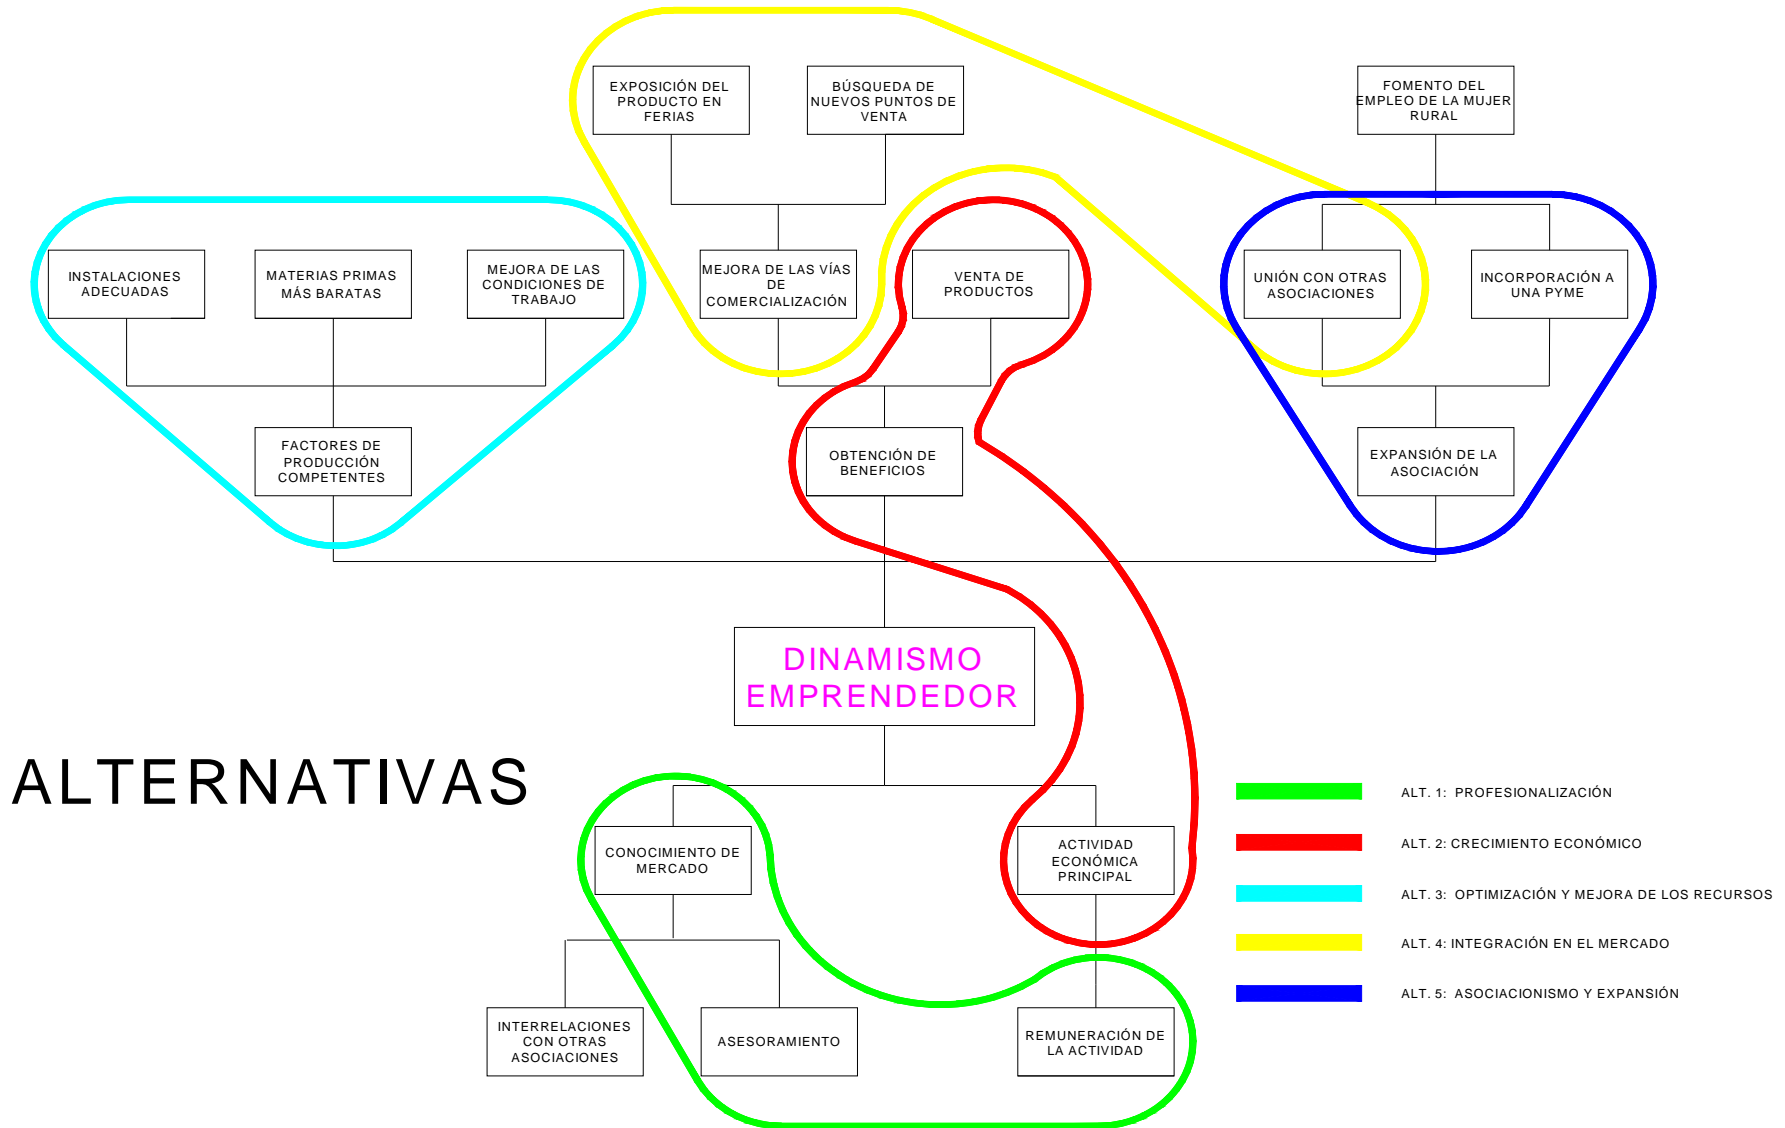 EXPOSICIÓN DEL
PRODUCTO EN
FERIAS
BÚSQUEDA DE
NUEVOS PUNTOS DE
VENTA
FOMENTO DEL
EMPLEO DE LA MUJER
RURAL
INSTALACIONES
ADECUADAS
MATERIAS PRIMAS
MÁS BARATAS
MEJORA DE LAS
CONDICIONES DE
TRABAJO
MEJORA DE LAS VÍAS
DE
COMERCIALIZACIÓN
VENTA DE
PRODUCTOS
UNIÓN CON OTRAS
ASOCIACIONES
INCORPORACIÓN A
UNA PYME
FACTORES DE
PRODUCCIÓN
COMPETENTES
OBTENCIÓN DE
BENEFICIOS
EXPANSIÓN DE LA
ASOCIACIÓN
DINAMISMO
EMPRENDEDOR
ALTERNATIVAS
CONOCIMIENTO DE
MERCADO
ACTIVIDAD
ECONÓMICA
PRINCIPAL
INTERRELACIONES
CON OTRAS
ASOCIACIONES
ASESORAMIENTO
REMUNERACIÓN DE
LA ACTIVIDAD
ALT. 1: PROFESIONALIZACIÓN
ALT. 2: CRECIMIENTO ECONÓMICO
ALT. 3: OPTIMIZACIÓN Y MEJORA DE LOS RECURSOS
ALT. 4: INTEGRACIÓN EN EL MERCADO
ALT. 5: ASOCIACIONISMO Y EXPANSIÓN